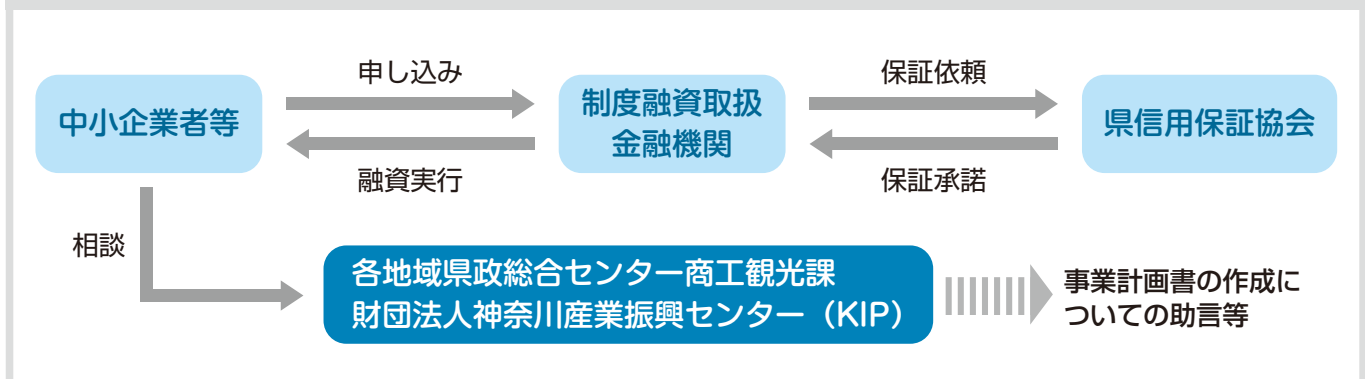 申し込み
保証依頼
中小企業者等
制度融資取扱
金融機関
県信用保証協会
融資実行
保証承諾
相談
各地域県政総合センター商工観光課
財団法人神奈川産業振興センター（KIP）
事業計画書の作成に
ついての助言等